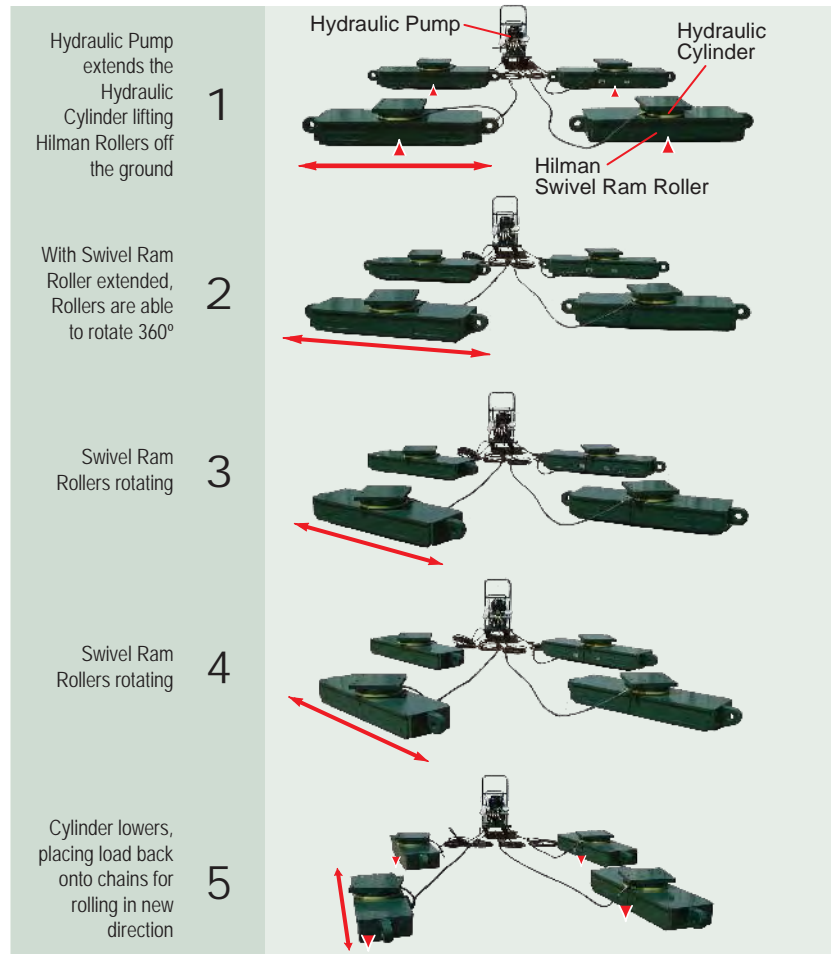 Hydraulic Pump
extends the
Hydraulic
Cylinder lifting
Hilman Rollers off
the ground
1
Hydraulic Pump
Hydraulic
Cylinder
Hilman
Swivel Ram Roller
With Swivel Ram
Roller extended,
Rollers are able
to rotate 360º
2
Swivel Ram
Rollers rotating
3
Swivel Ram
Rollers rotating
4
Cylinder lowers,
placing load back
onto chains for
rolling in new
direction
5